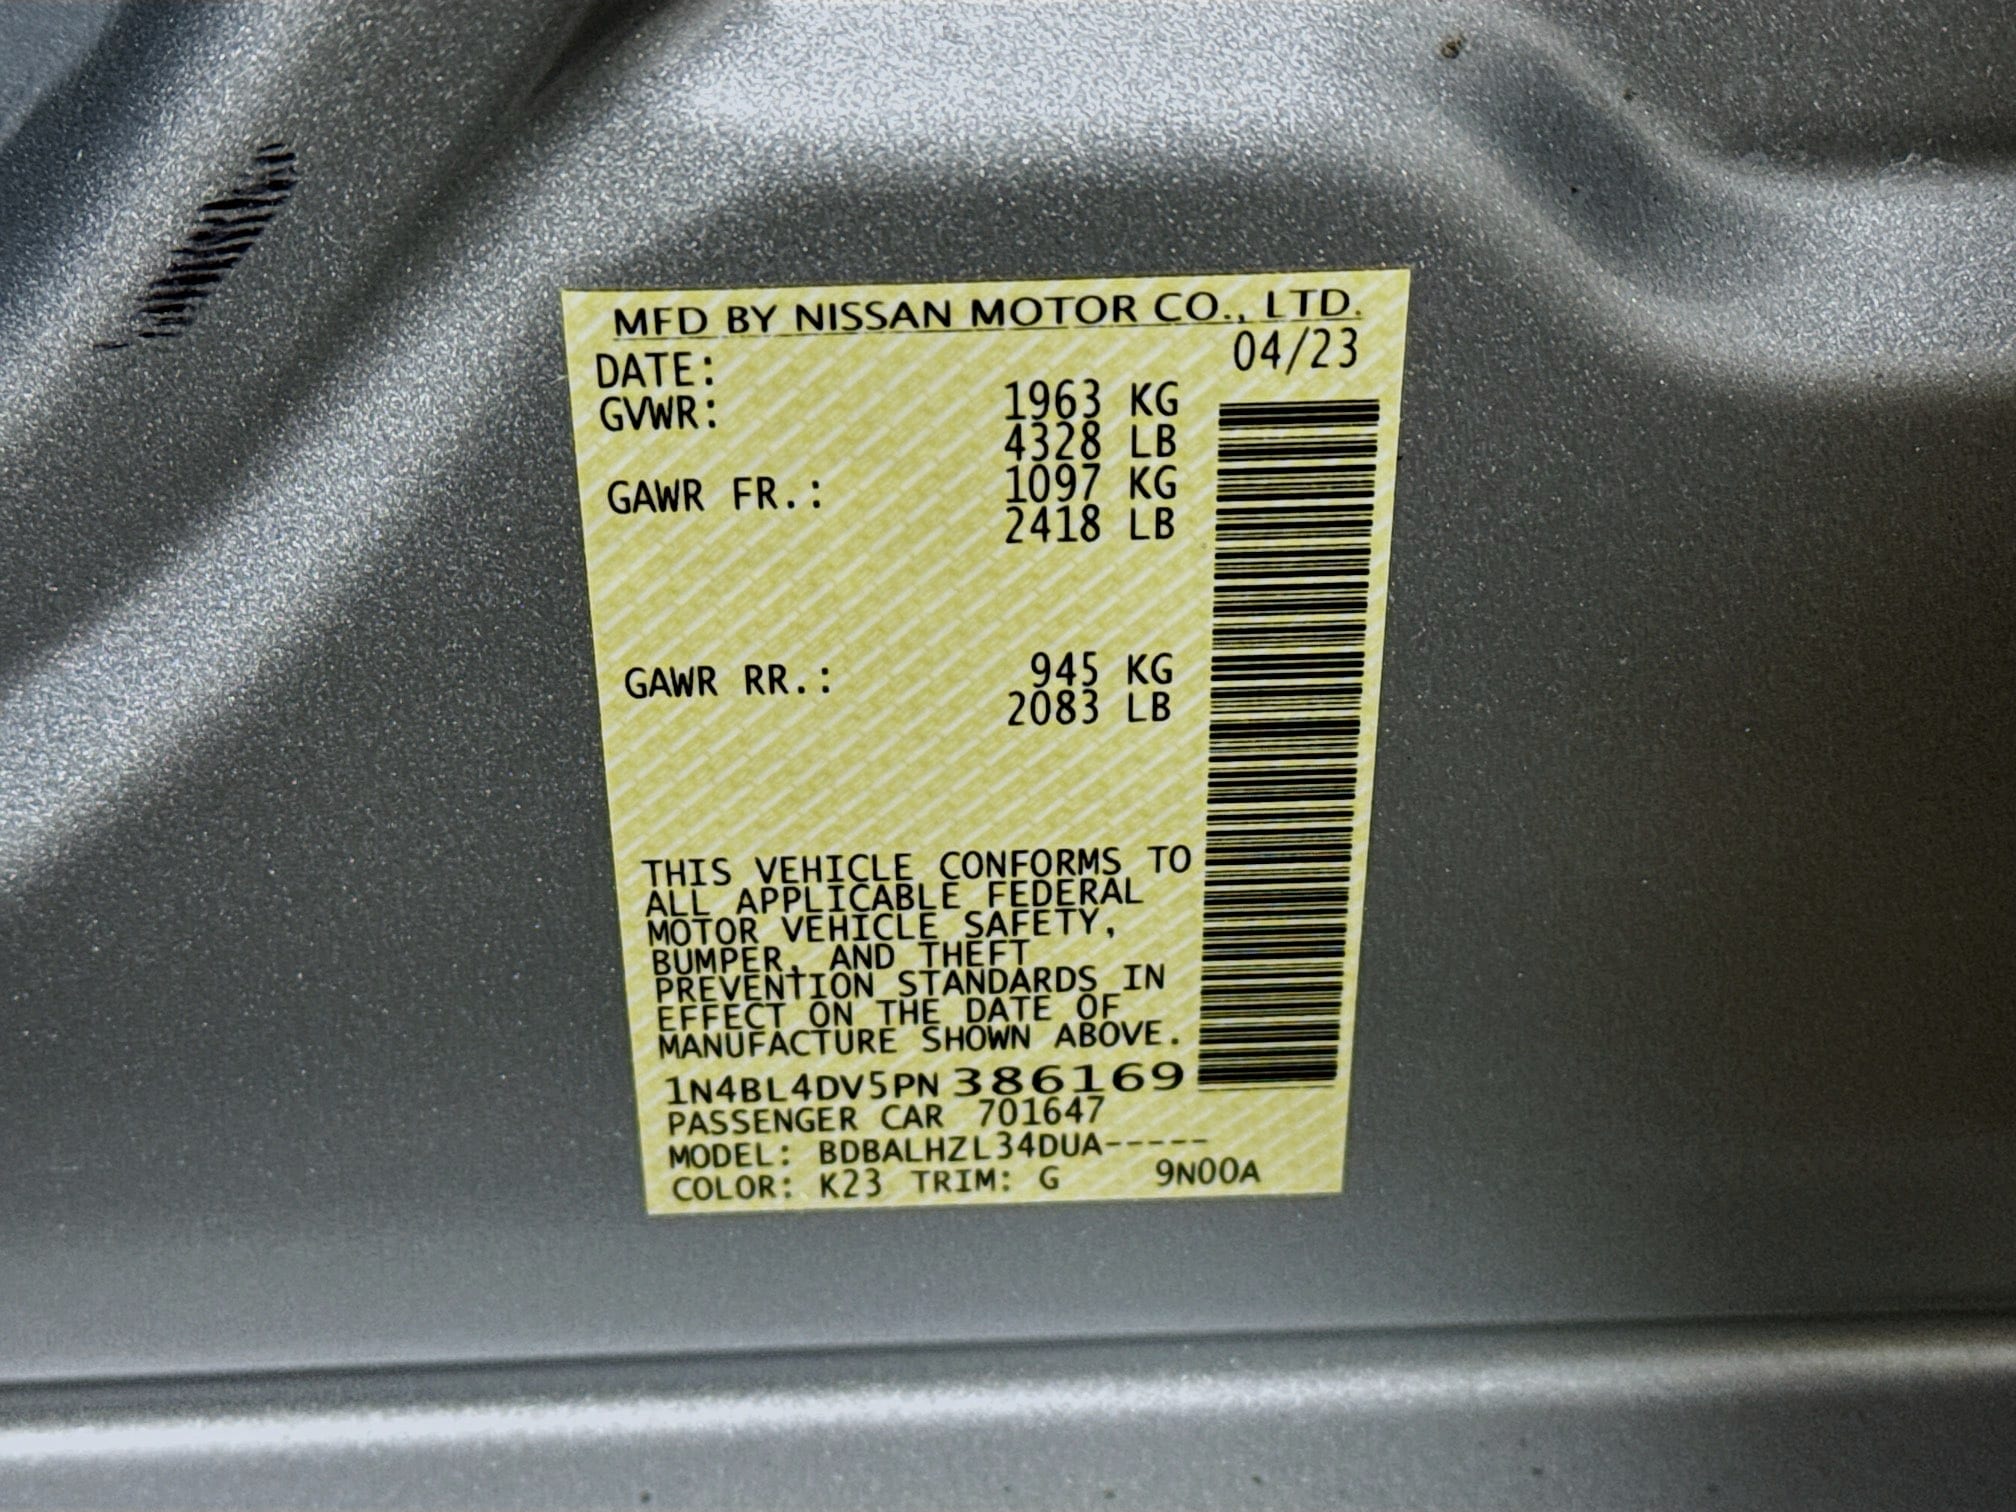 MFD BY NISSAN MOTOR CO., LTD.
DATE: 04/23
GVWR: 1963 KG
4328 LB
GAWR FR.: 1097 KG
2418 LB
GAWR RR.: 945 KG
2083 LB
THIS VEHICLE CONFORMS TO
ALL APPLICABLE FEDERAL
MOTOR VEHICLE SAFETY,
BUMPER, AND THEFT
PREVENTION STANDARDS IN
EFFECT ON THE DATE OF
MANUFACTURE SHOWN ABOVE.
1N4BL4DV5PN386169
PASSENGER CAR 701647
MODEL: BDBALHZL34DUA-----
COLOR: K23 TRIM: G 9N00A